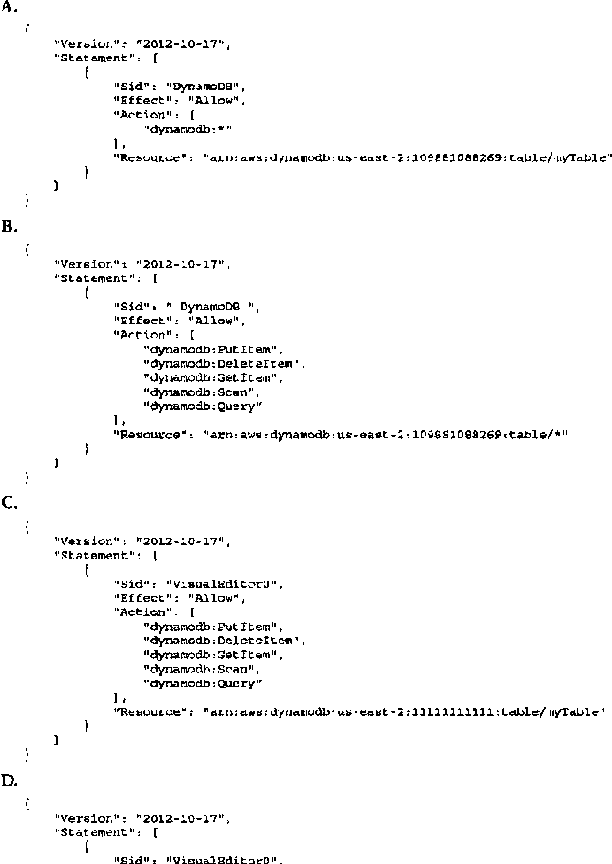 A.
{
"Version": "2012-10-17",
"Statement": [
{
"Sid": "DynamoDB",
"Effect": "Allow",
"Action": [
"dynamodb:*"
],
"Resource": "arn:aws:dynamodb:us-east-2:109881088269:table/myTable"
}
]
}
B.
{
"Version": "2012-10-17",
"Statement": [
{
"Sid": " DynamoDB ",
"Effect": "Allow",
"Action": [
"dynamodb:PutItem",
"dynamodb:DeleteItem",
"dynamodb:GetItem",
"dynamodb:Scan",
"dynamodb:Query"
],
"Resource": "arn:aws:dynamodb:us-east-2:109881088269:table/*"
}
]
}
C.
{
"Version": "2012-10-17",
"Statement": [
{
"Sid": "VisualEditor0",
"Effect": "Allow",
"Action": [
"dynamodb:PutItem",
"dynamodb:DeleteItem",
"dynamodb:GetItem",
"dynamodb:Scan",
"dynamodb:Query"
],
"Resource": "arn:aws:dynamodb:us-east-2:11111111111:table/myTable"
}
]
}
D.
{
"Version": "2012-10-17",
"Statement": [
{
"Sid": "VisualEditor0",